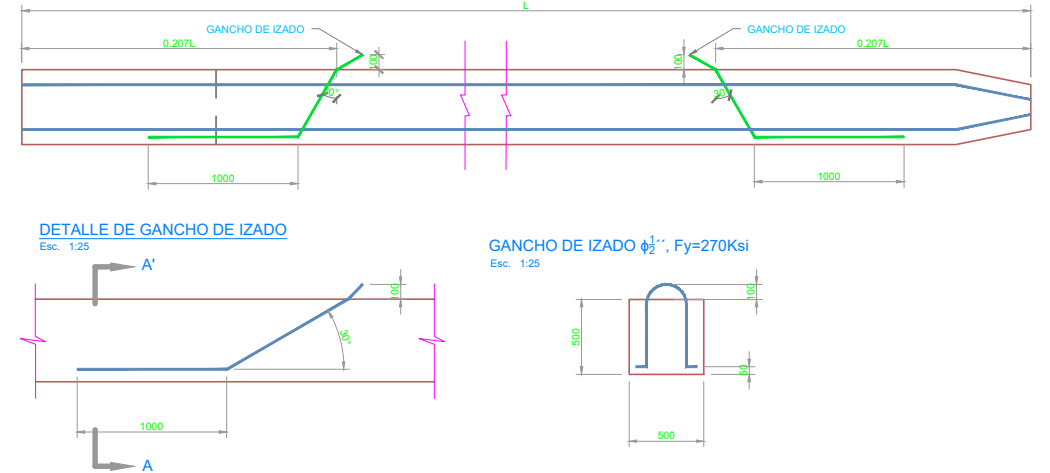 L
GANCHO DE IZADO
GANCHO DE IZADO
0.207L
0.207L
100
100
30°
30°
1000
1000
DETALLE DE GANCHO DE IZADO
Esc. 1:25
GANCHO DE IZADO ϕ1/2´´, Fy=270Ksi
Esc. 1:25
A'
100
100
30°
500
50
1000
500
A